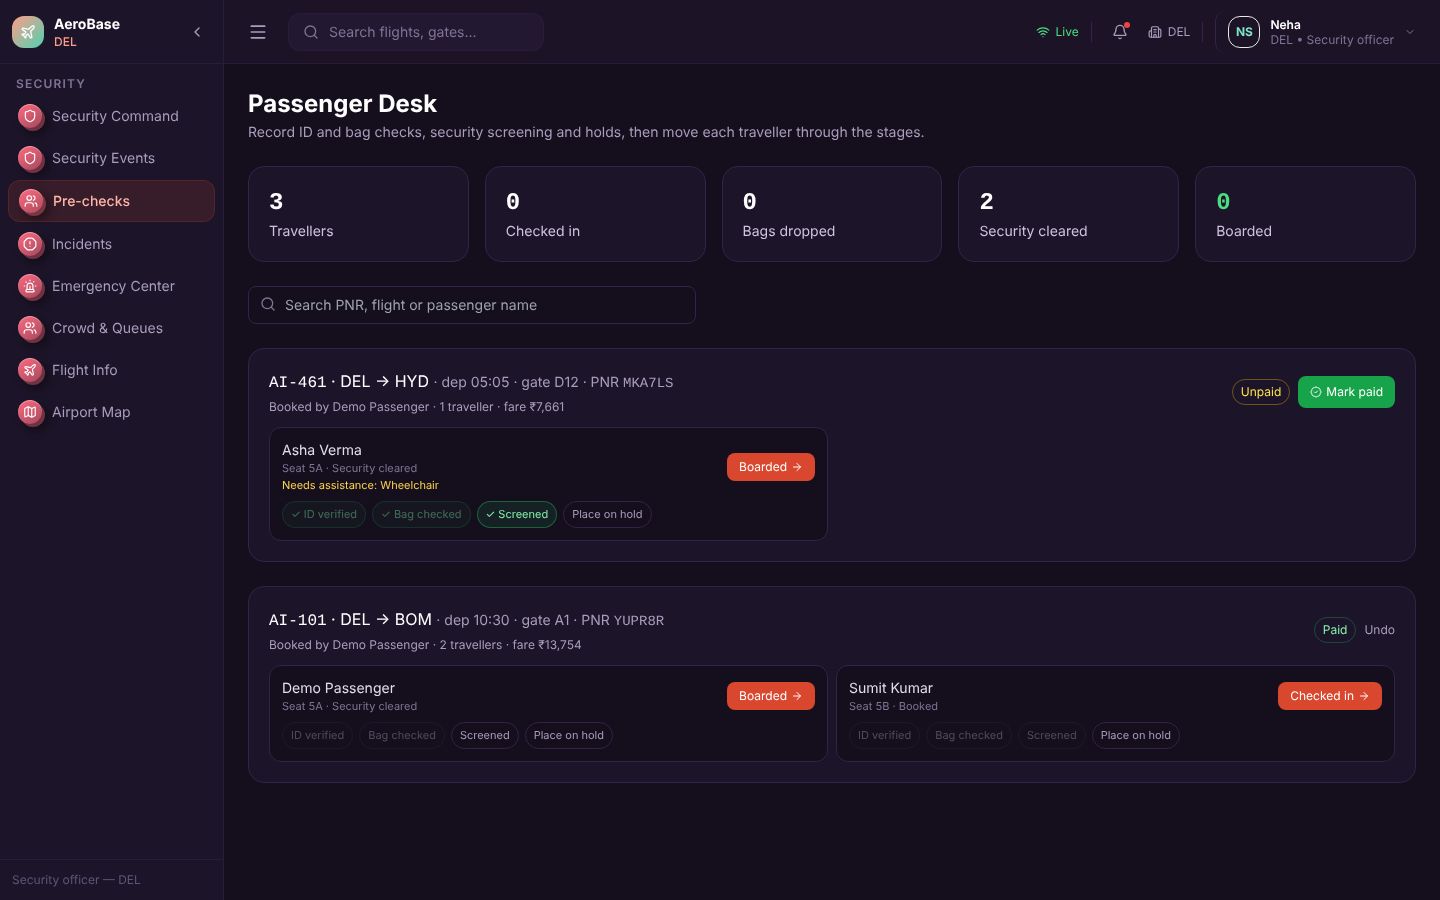 AeroBase
DEL
SECURITY
Security Command
Security Events
Pre-checks
Incidents
Emergency Center
Crowd & Queues
Flight Info
Airport Map
Security officer — DEL
Search flights, gates...
Live
DEL
NS
Neha
DEL • Security officer
Passenger Desk
Record ID and bag checks, security screening and holds, then move each traveller through the stages.
3
Travellers
0
Checked in
0
Bags dropped
2
Security cleared
0
Boarded
Search PNR, flight or passenger name
AI-461 · DEL → HYD · dep 05:05 · gate D12 · PNR MKA7LS
Booked by Demo Passenger · 1 traveller · fare ₹7,661
Unpaid
Mark paid
Asha Verma
Seat 5A · Security cleared
Needs assistance: Wheelchair
Boarded →
✓ ID verified
✓ Bag checked
✓ Screened
Place on hold
AI-101 · DEL → BOM · dep 10:30 · gate A1 · PNR YUPR8R
Booked by Demo Passenger · 2 travellers · fare ₹13,754
Paid
Undo
Demo Passenger
Seat 5A · Security cleared
Boarded →
ID verified
Bag checked
Screened
Place on hold
Sumit Kumar
Seat 5B · Booked
Checked in →
ID verified
Bag checked
Screened
Place on hold